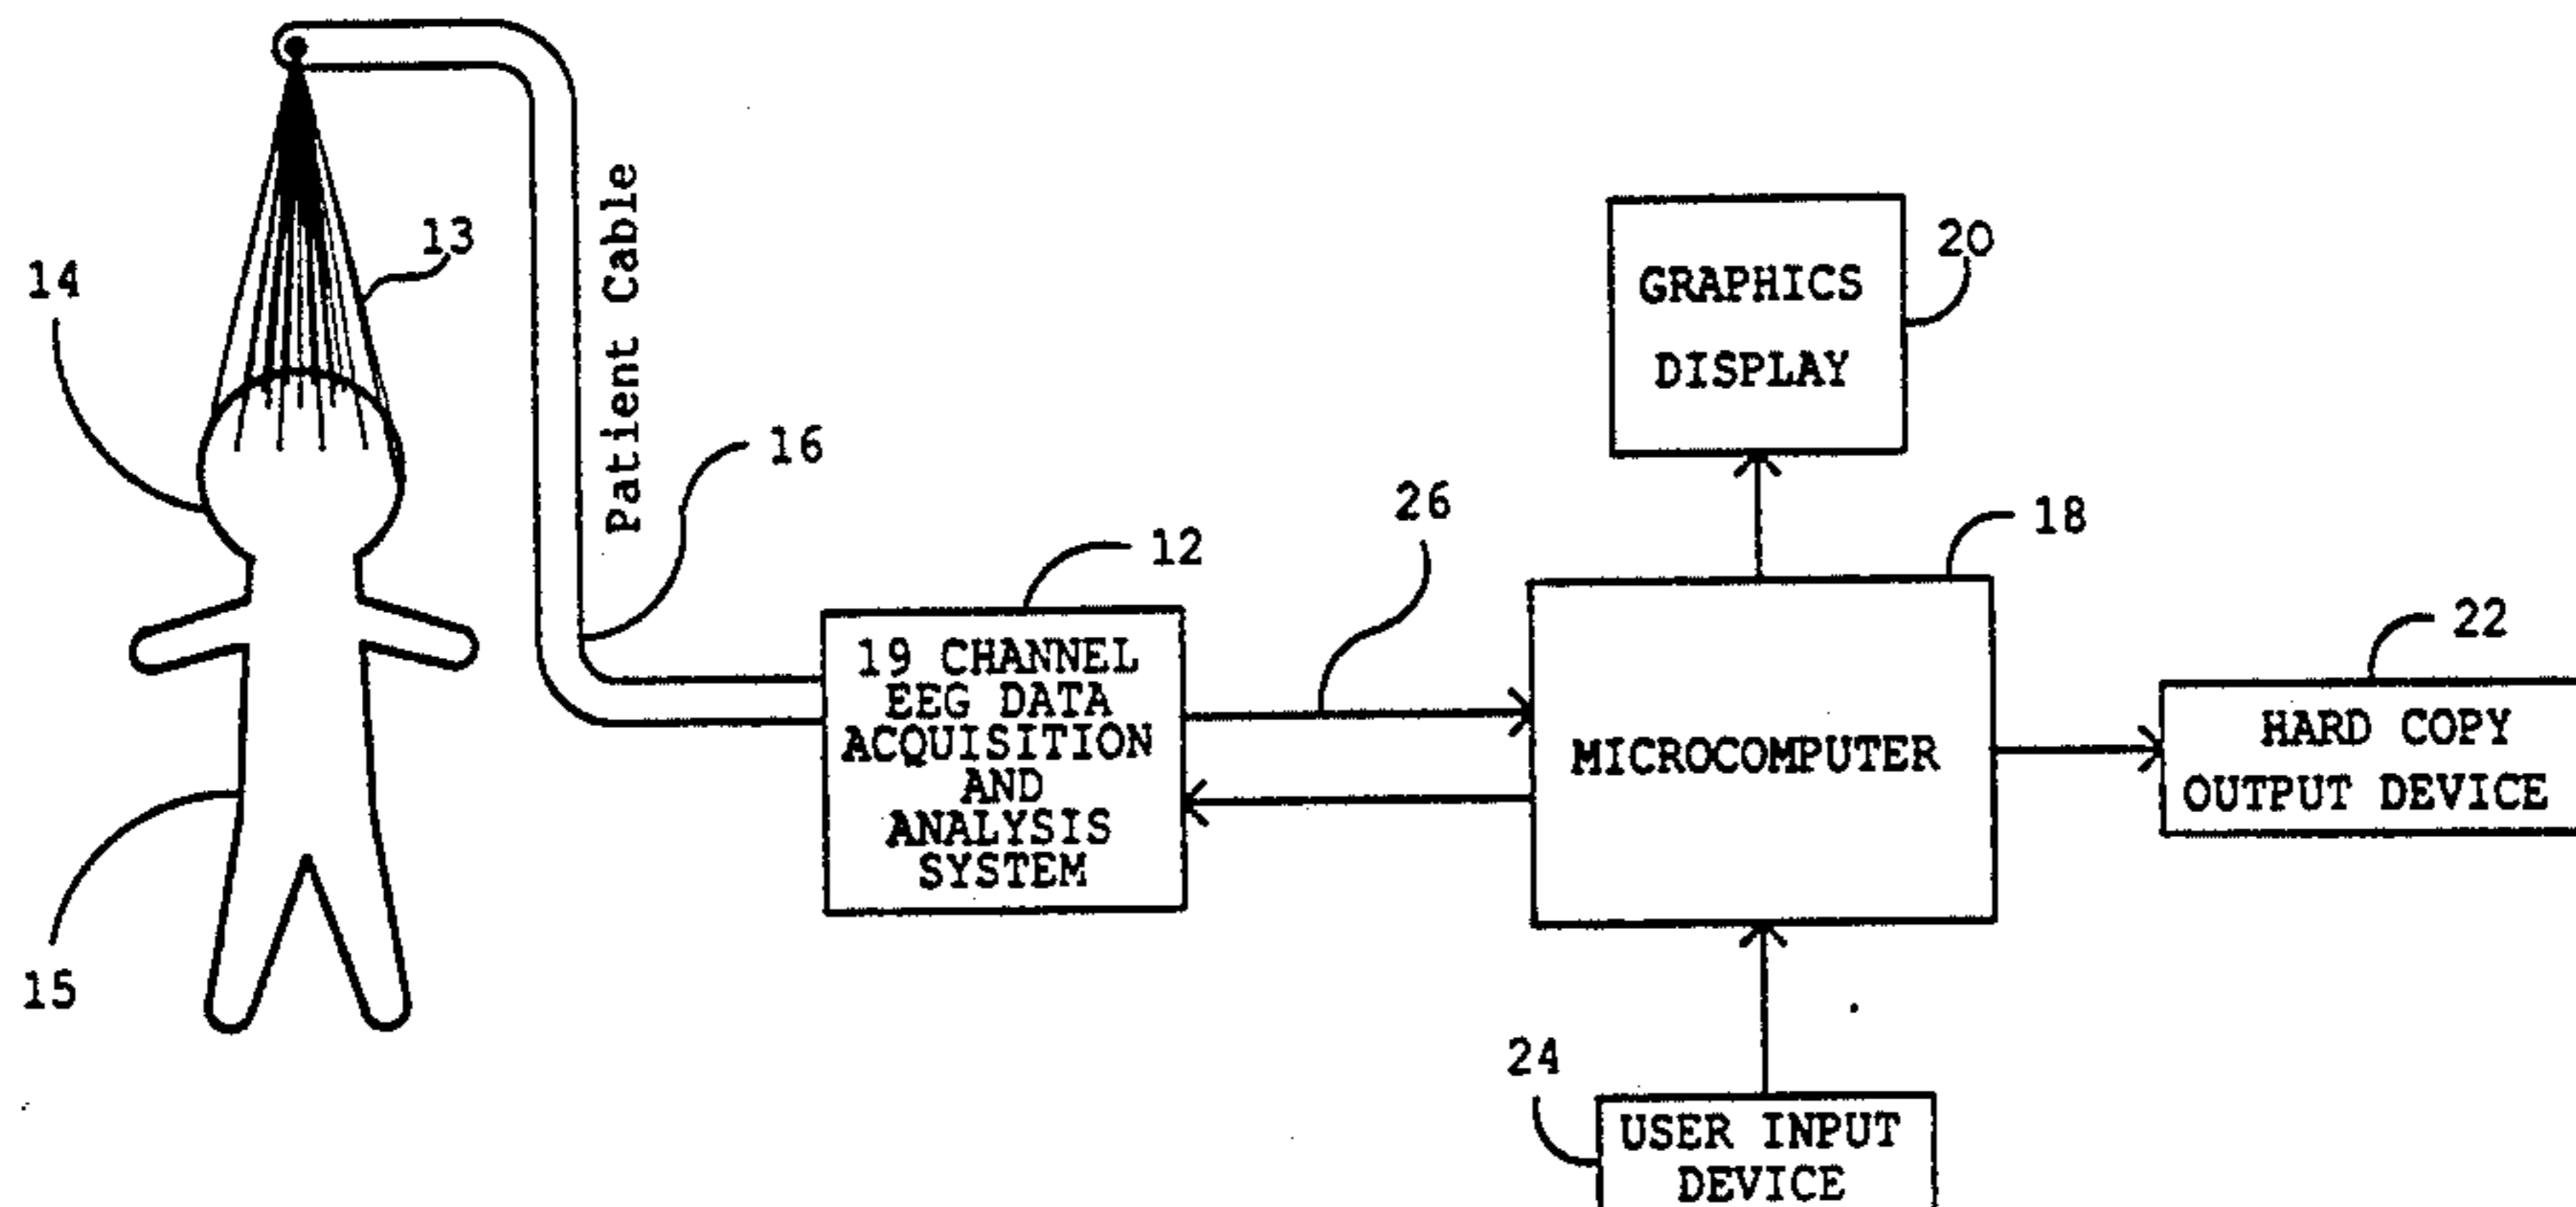 14
13
Patient Cable
16
15
12
19 CHANNEL
EEG DATA
ACQUISITION
AND
ANALYSIS
SYSTEM
26
GRAPHICS
DISPLAY
20
18
MICROCOMPUTER
22
HARD COPY
OUTPUT DEVICE
24
USER INPUT
DEVICE